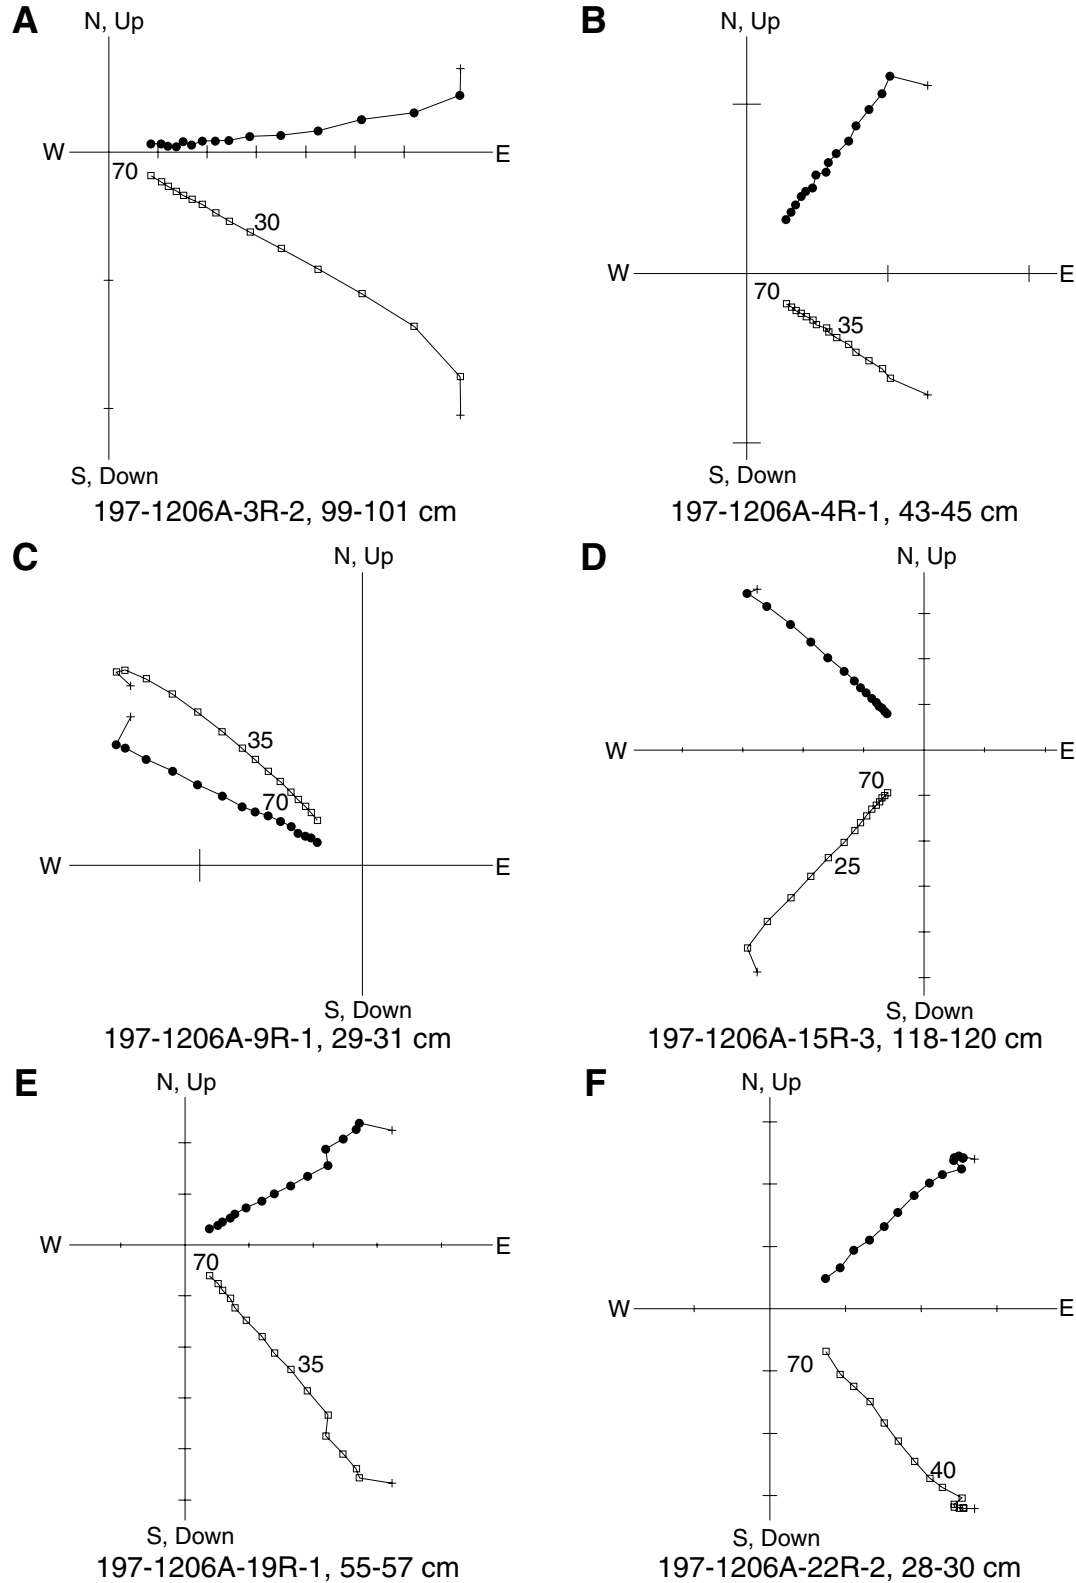 A
N, Up
W
E
70
30
S, Down
197-1206A-3R-2, 99-101 cm
B
N, Up
W
E
70
35
S, Down
197-1206A-4R-1, 43-45 cm
C
N, Up
35
70
W
E
S, Down
197-1206A-9R-1, 29-31 cm
D
N, Up
W
E
70
25
S, Down
197-1206A-15R-3, 118-120 cm
E
N, Up
W
E
70
35
S, Down
197-1206A-19R-1, 55-57 cm
F
N, Up
W
E
70
40
S, Down
197-1206A-22R-2, 28-30 cm